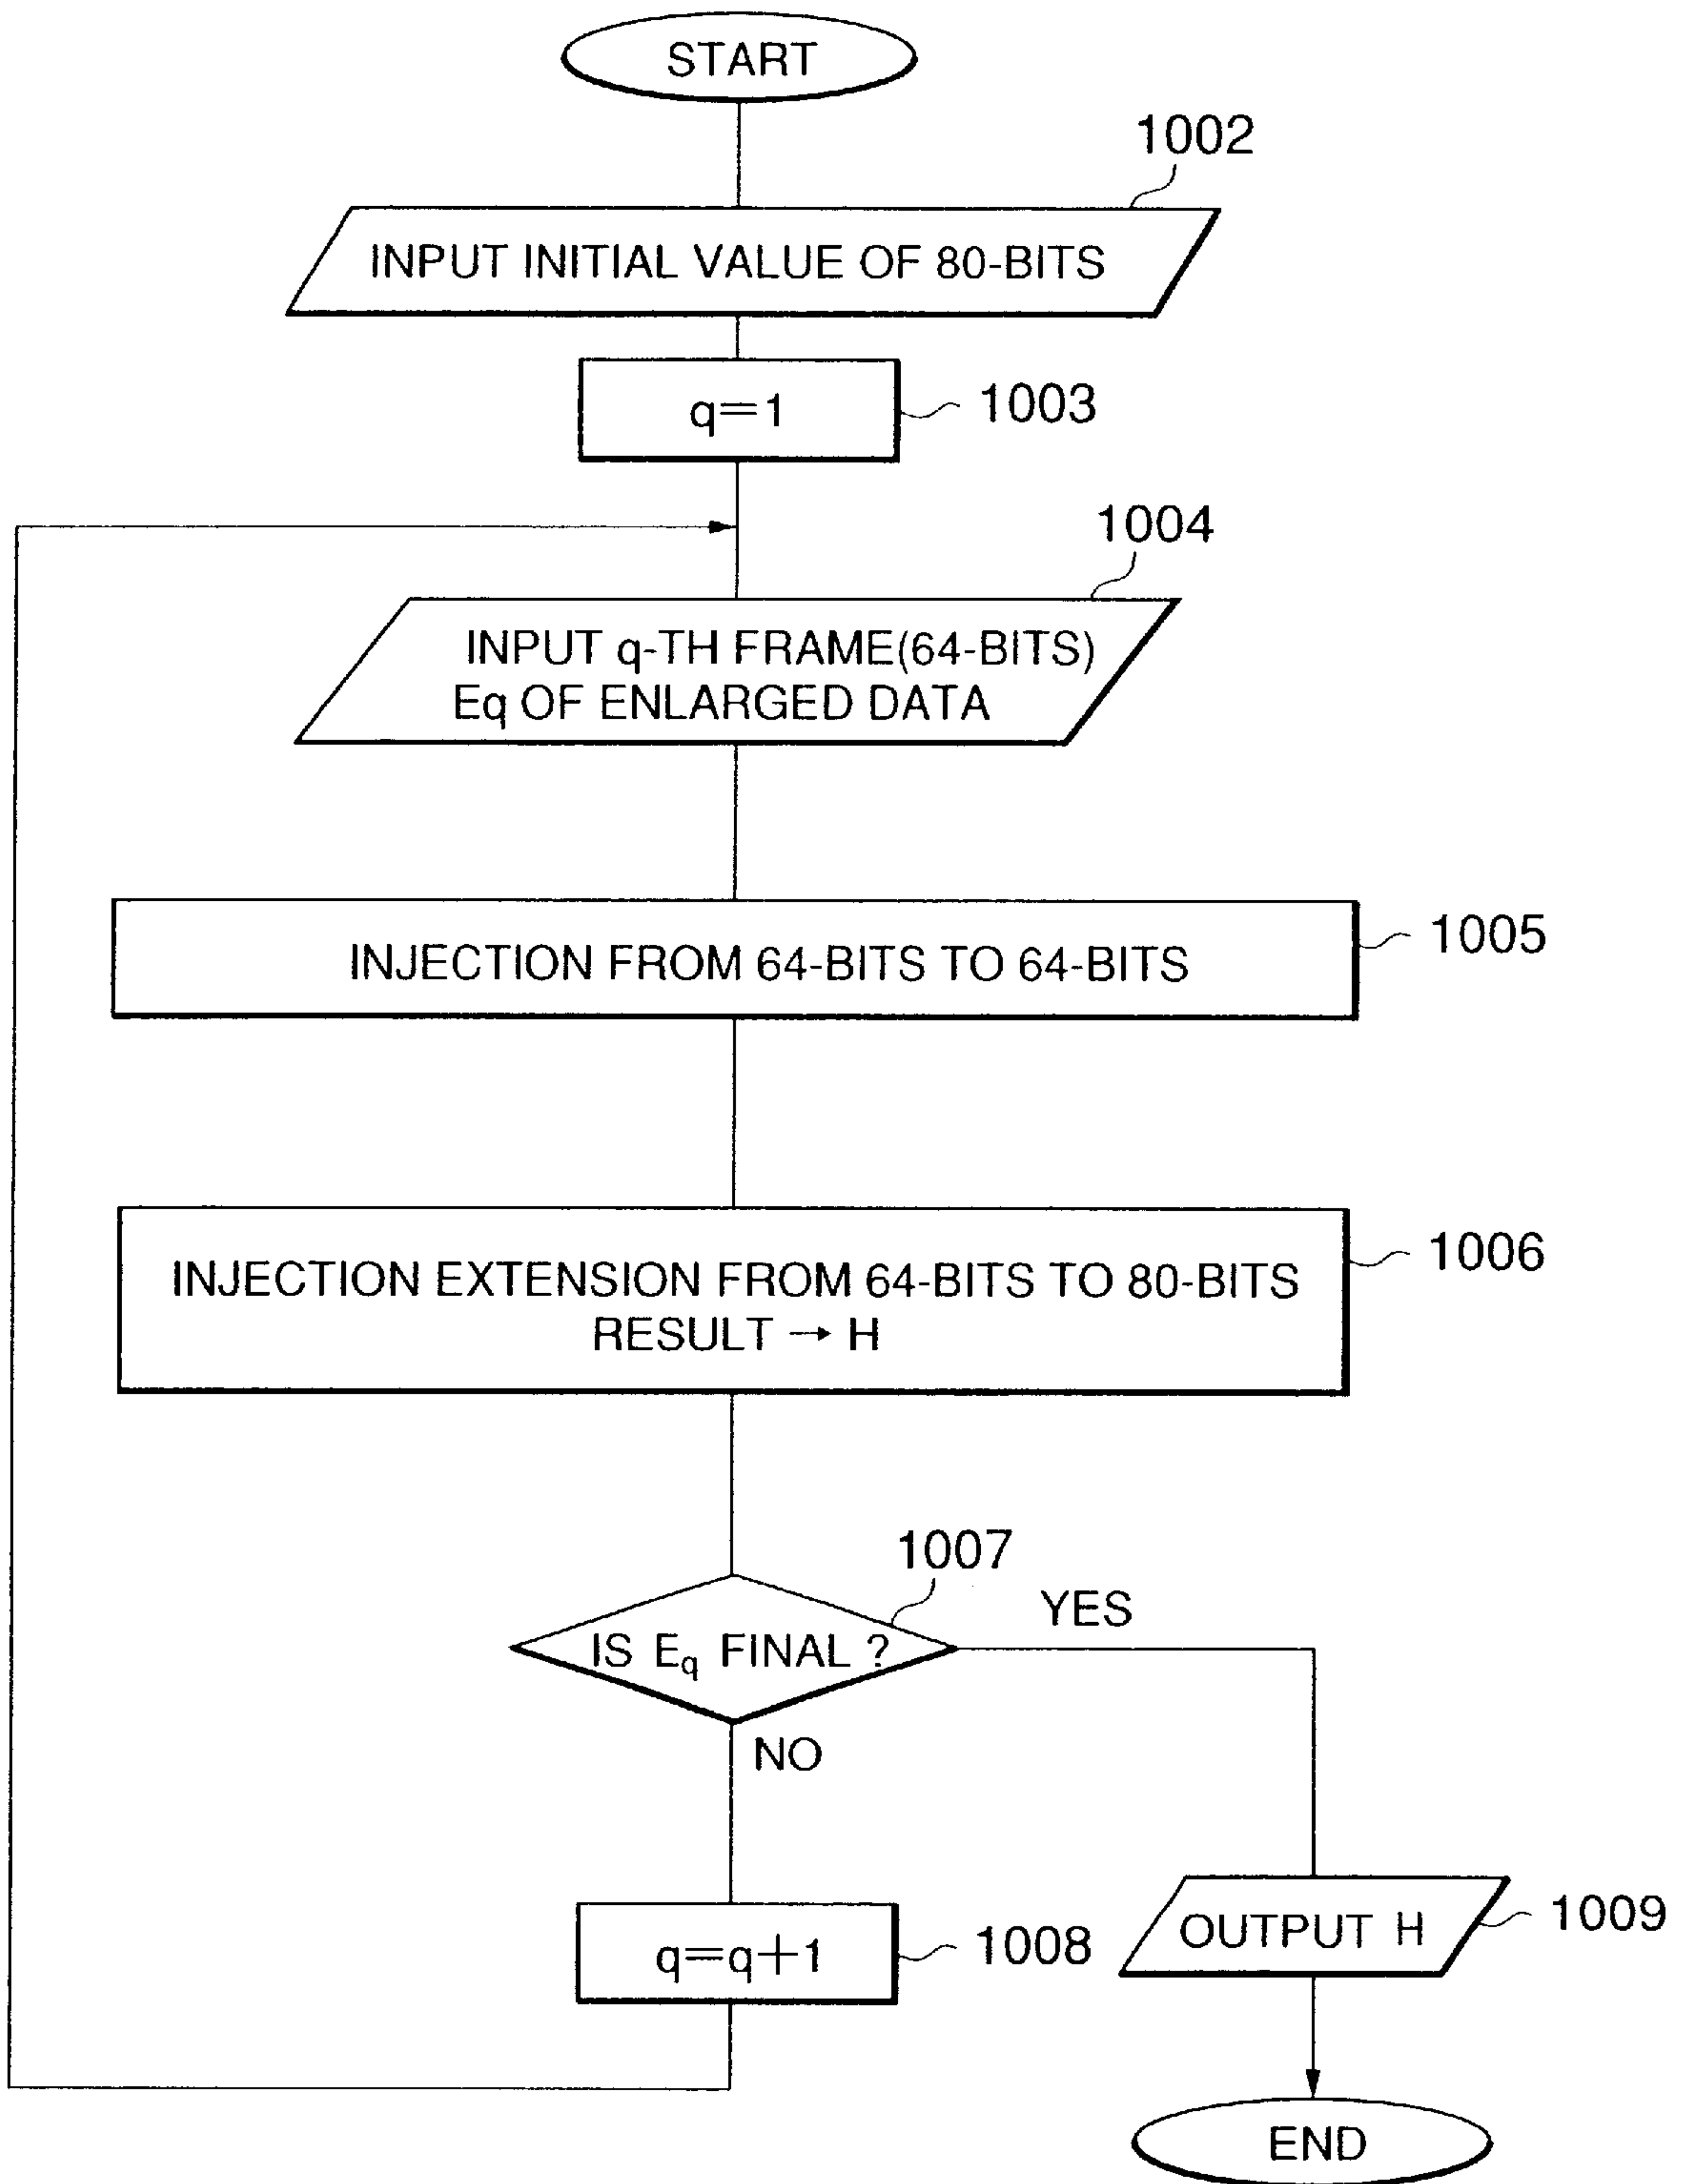 START
1002
INPUT INITIAL VALUE OF 80-BITS
q=1
1003
1004
INPUT q-TH FRAME(64-BITS)
Eq OF ENLARGED DATA
INJECTION FROM 64-BITS TO 64-BITS
1005
INJECTION EXTENSION FROM 64-BITS TO 80-BITS
RESULT → H
1006
1007
IS Eq FINAL ?
YES
NO
q=q+1
1008
OUTPUT H
1009
END